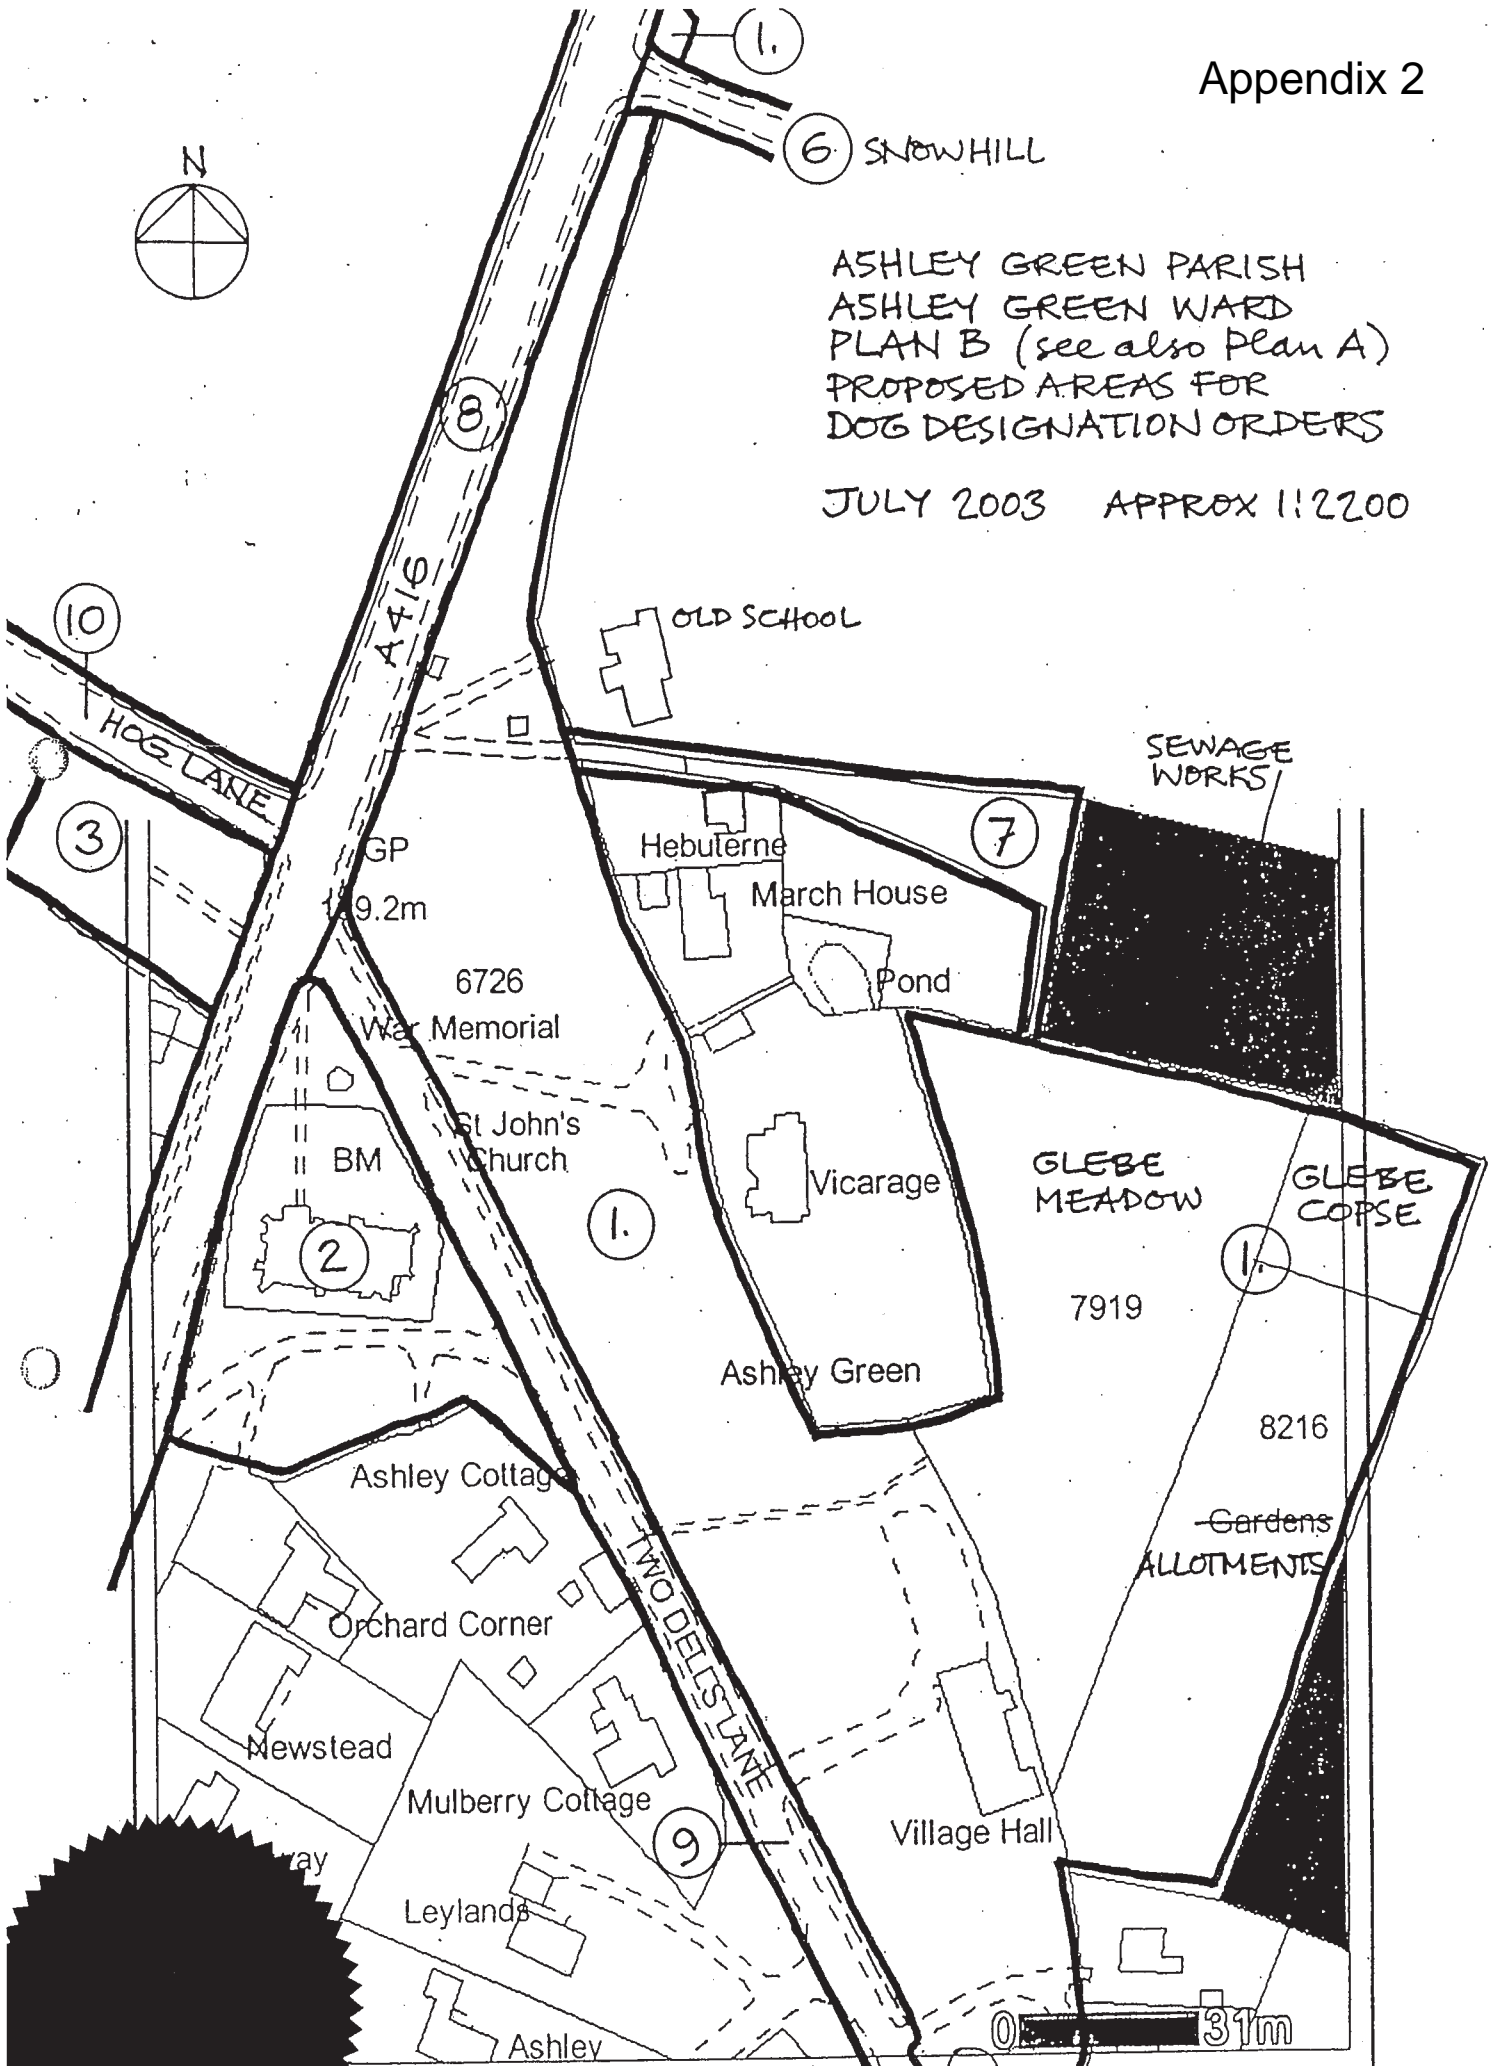 Appendix 2
1.
6 SNOWHILL
N
ASHLEY GREEN PARISH
ASHLEY GREEN WARD
PLAN B (see also Plan A)
PROPOSED AREAS FOR
DOG DESIGNATION ORDERS
JULY 2003 APPROX 1:2200
8
A416
10
OLD SCHOOL
HOG LANE
SEWAGE
WORKS
3
7
GP
Hebuterne
March House
9.2m
6726
Pond
War Memorial
St John's
Church
BM
Vicarage
GLEBE
MEADOW
GLEBE
COPSE
1.
2
1.
7919
Ashley Green
8216
Ashley Cottage
Gardens
ALLOTMENTS
TWO DELLS LANE
Orchard Corner
Newstead
Mulberry Cottage
9
Village Hall
way
Leylands
Ashley
0 31m